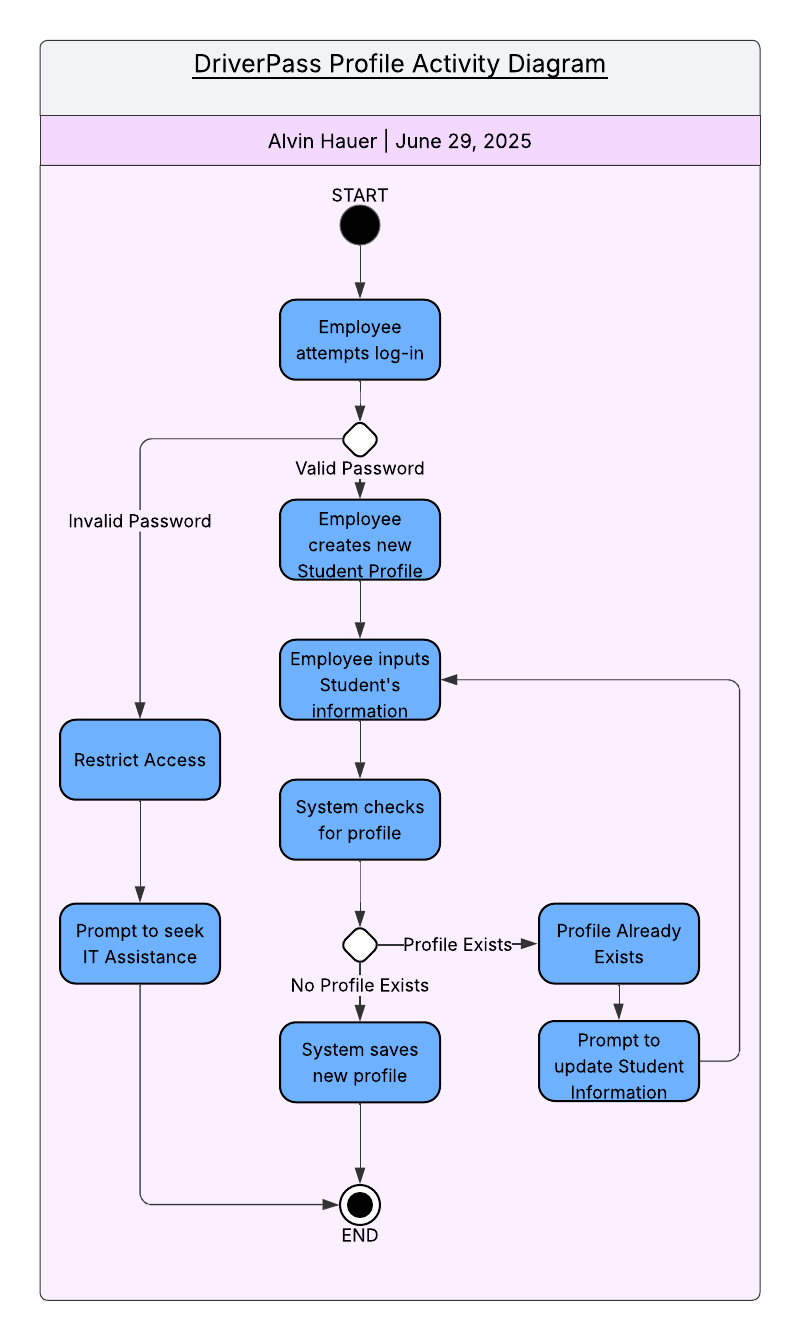 DriverPass Profile Activity Diagram
Alvin Hauer | June 29, 2025
START
Employee
attempts log-in
Valid Password
Invalid Password
Employee
creates new
Student Profile
Employee inputs
Student's
information
Restrict Access
System checks
for profile
Prompt to seek
IT Assistance
Profile Exists
Profile Already
Exists
No Profile Exists
System saves
new profile
Prompt to
update Student
Information
END